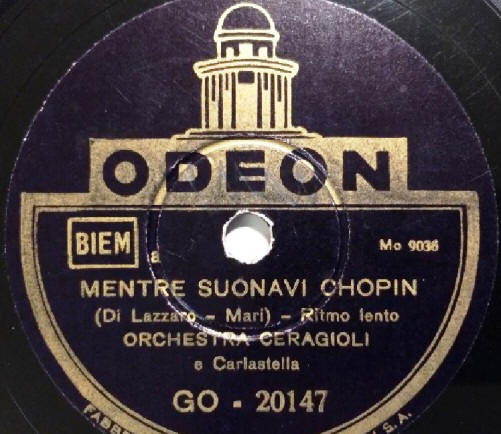 ODEON
BIEM a Mo 9036
MENTRE SUONAVI CHOPIN
(Di Lazzaro - Mari) - Ritmo lento
ORCHESTRA CERAGIOLI
e Carlastella
GO - 20147
S.A.